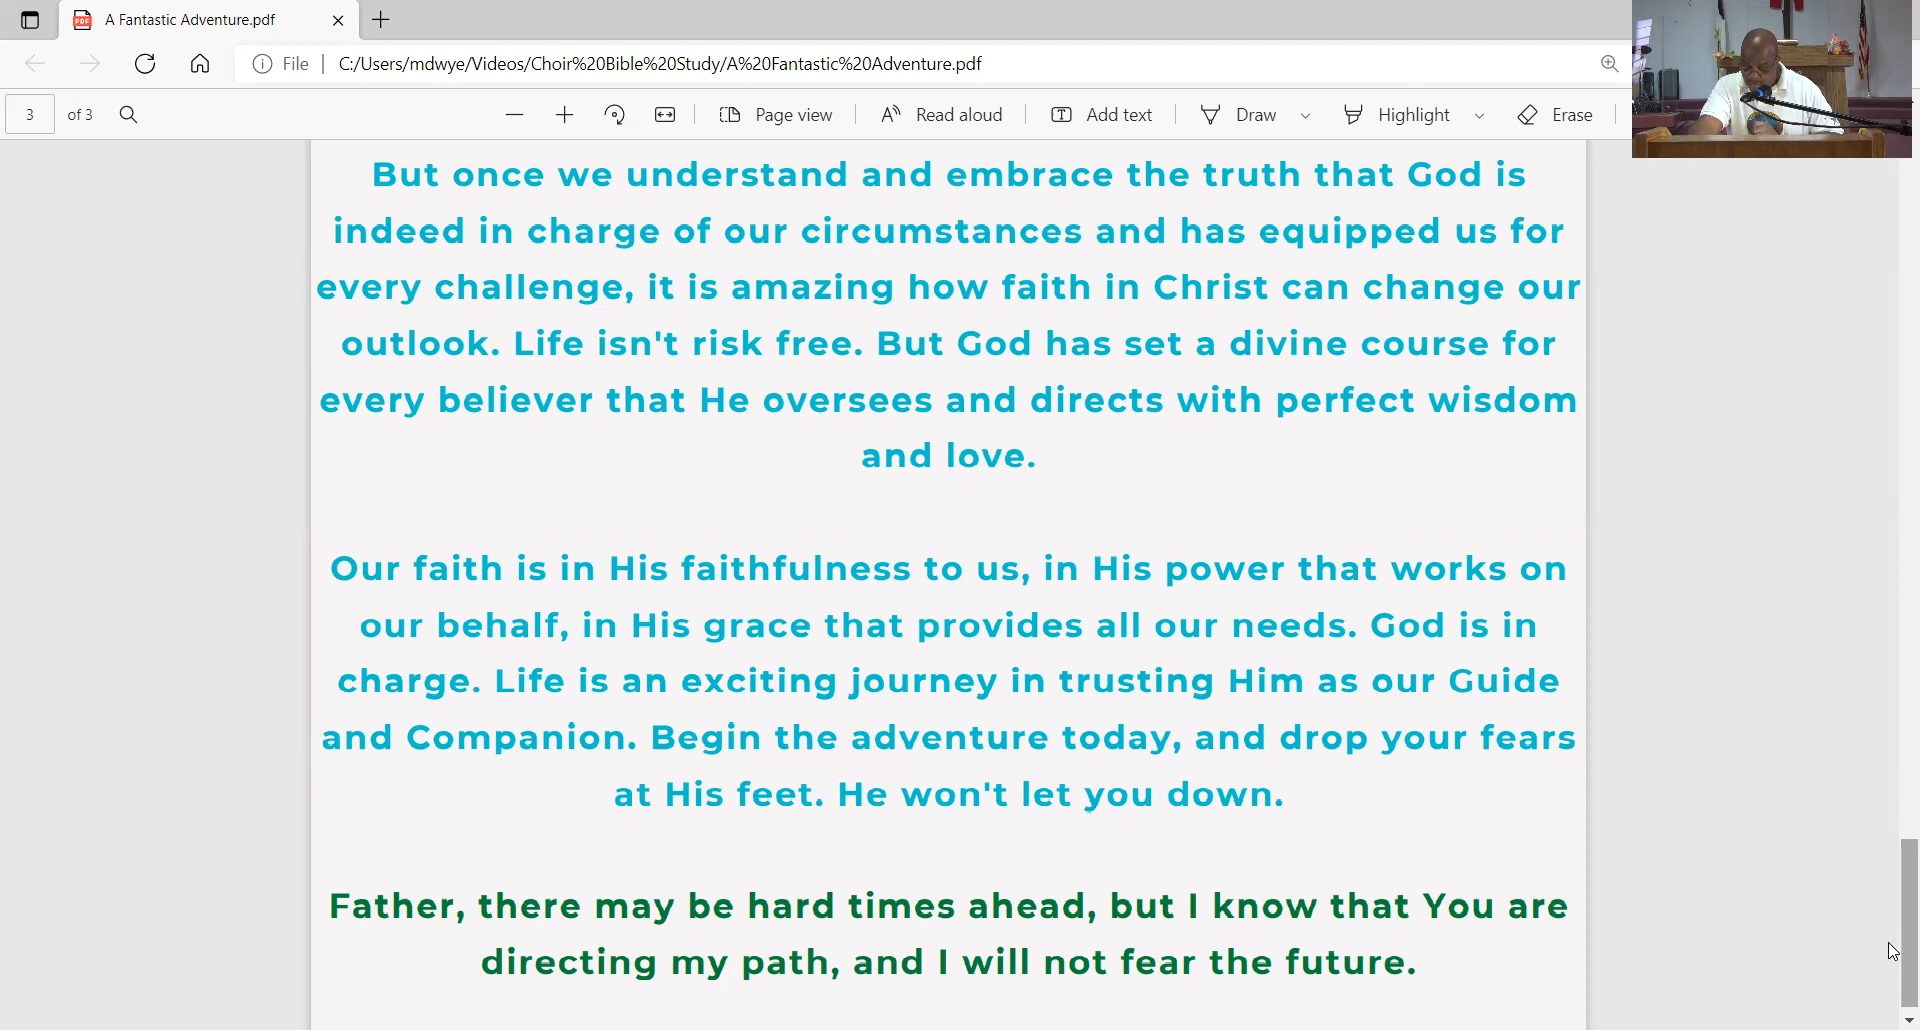 A Fantastic Adventure.pdf
File
C:/Users/mdwye/Videos/Choir%20Bible%20Study/A%20Fantastic%20Adventure.pdf
3 of 3
Page view
Read aloud
Add text
Draw
Highlight
Erase
But once we understand and embrace the truth that God is
indeed in charge of our circumstances and has equipped us for
every challenge, it is amazing how faith in Christ can change our
outlook. Life isn't risk free. But God has set a divine course for
every believer that He oversees and directs with perfect wisdom
and love.
Our faith is in His faithfulness to us, in His power that works on
our behalf, in His grace that provides all our needs. God is in
charge. Life is an exciting journey in trusting Him as our Guide
and Companion. Begin the adventure today, and drop your fears
at His feet. He won't let you down.
Father, there may be hard times ahead, but I know that You are
directing my path, and I will not fear the future.